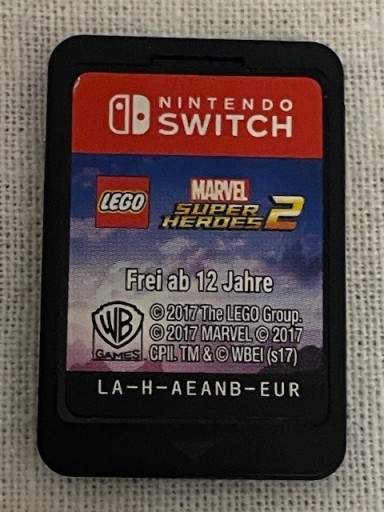 NINTENDO
SWITCH
LEGO
MARVEL
SUPER
HEROES 2
Frei ab 12 Jahre
WB
GAMES
© 2017 The LEGO Group.
© 2017 MARVEL © 2017
CPII. TM & © WBEI (s17)
LA-H-AEANB-EUR